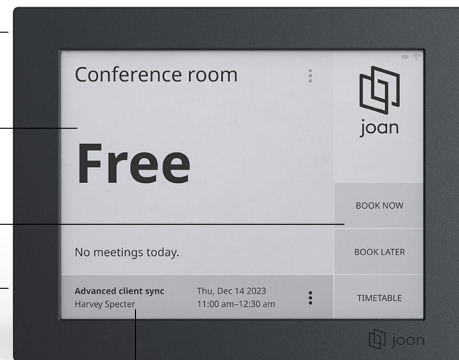 Conference room
joan
Free
BOOK NOW
No meetings today.
BOOK LATER
Advanced client sync
Thu, Dec 14 2023
Harvey Specter
11:00 am–12:30 am
TIMETABLE
joan